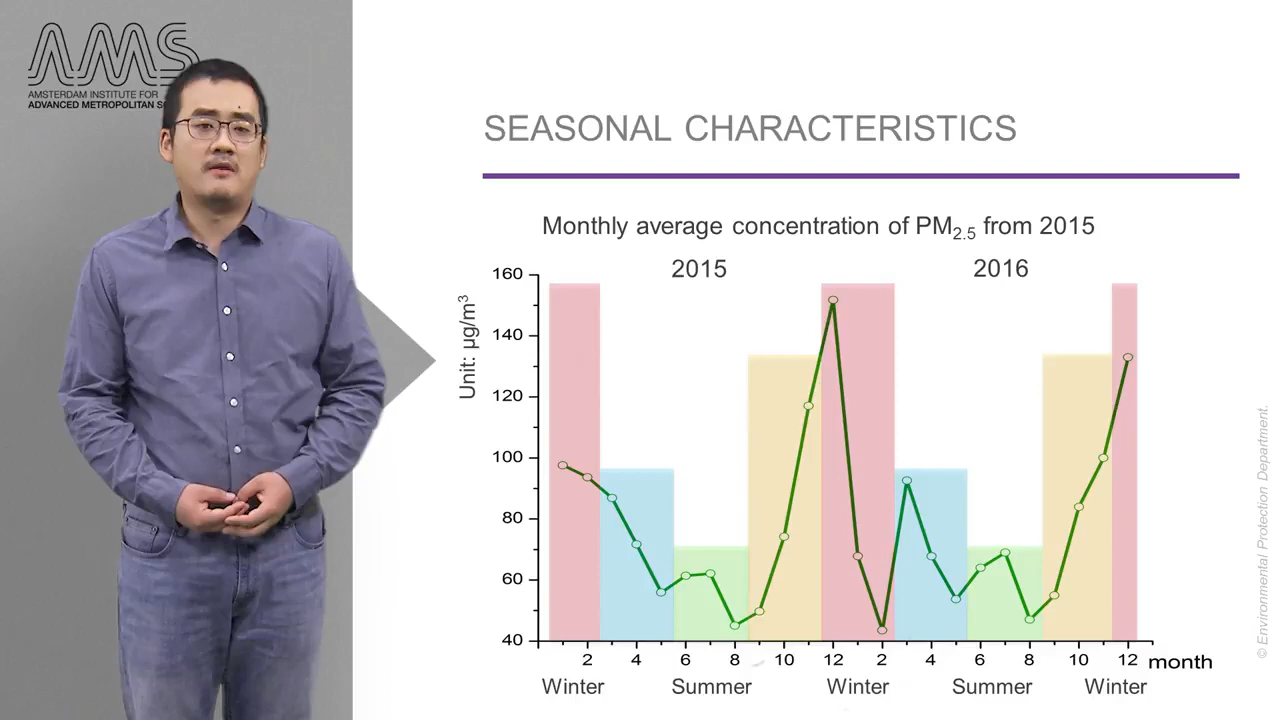 AMS
AMSTERDAM INSTITUTE FOR
ADVANCED METROPOLITAN
SEASONAL CHARACTERISTICS
Monthly average concentration of PM2.5 from 2015
2015 2016
Unit: µg/m³
160
140
120
100
80
60
40
2 4 6 8 10 12 2 4 6 8 10 12 month
Winter Summer Winter Summer Winter
© Environmental Protection Department.